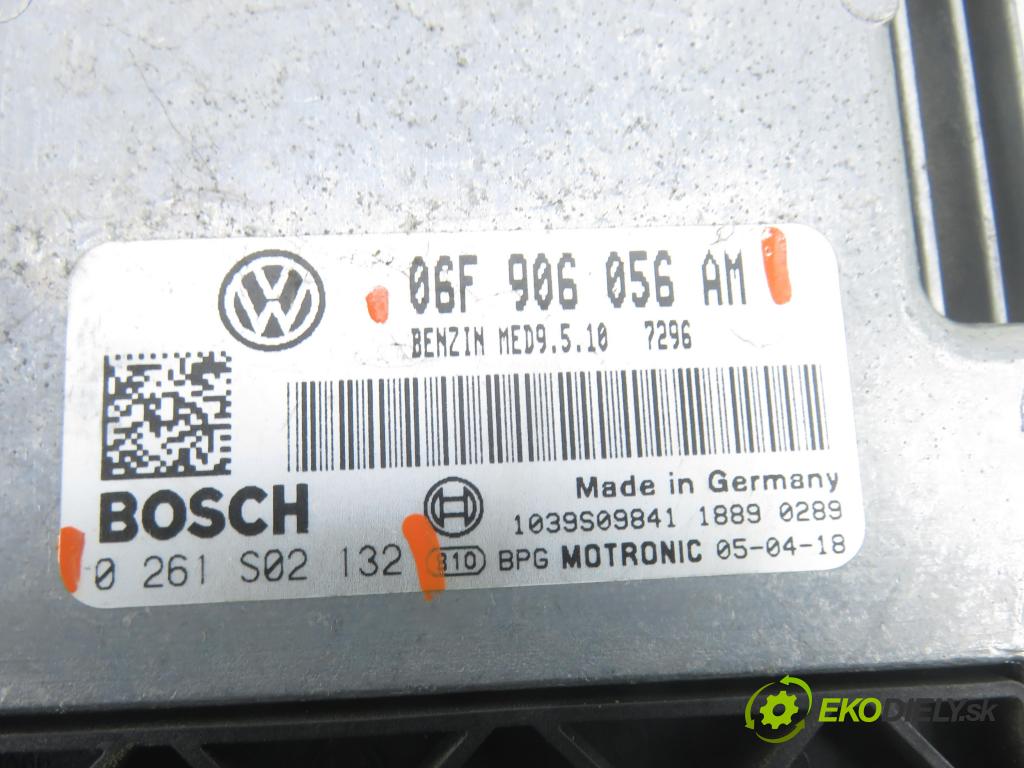 06F 906 056 AM
BENZIN MED9.5.10 7296
Made in Germany
BOSCH
1039S09841 1889 0289
0 261 S02 132 310 BPG MOTRONIC 05-04-18
EKODIELY.sk